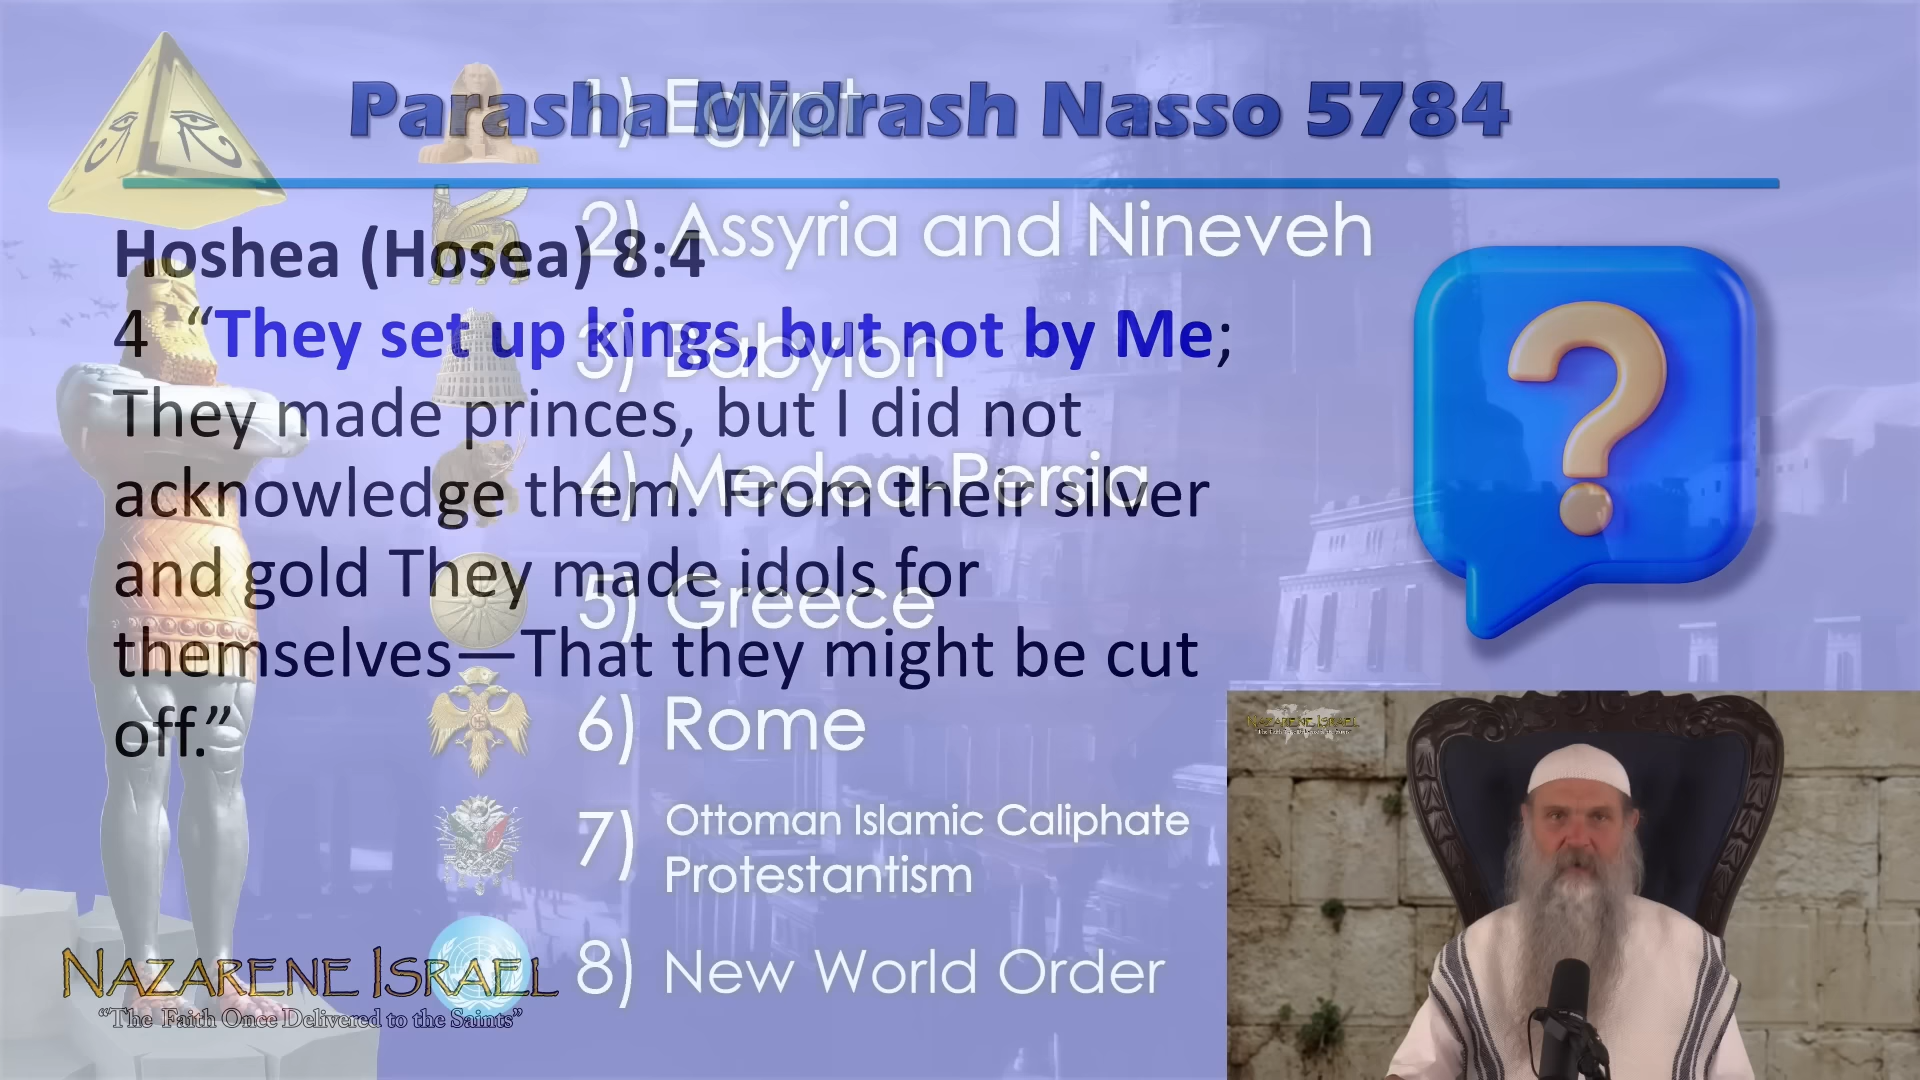 Parasha Midrash Nasso 5784
Hoshea (Hosea) 8:4
4 “They set up kings, but not by Me;
They made princes, but I did not
acknowledge them. From their silver
and gold They made idols for
themselves—That they might be cut
off.”
1) Egypt
2) Assyria and Nineveh
3) Babylon
4) Medea-Persia
5) Greece
6) Rome
7) Ottoman Islamic Caliphate
Protestantism
8) New World Order
NAZARENE ISRAEL
“The Faith Once Delivered to the Saints”
NAZARENE ISRAEL